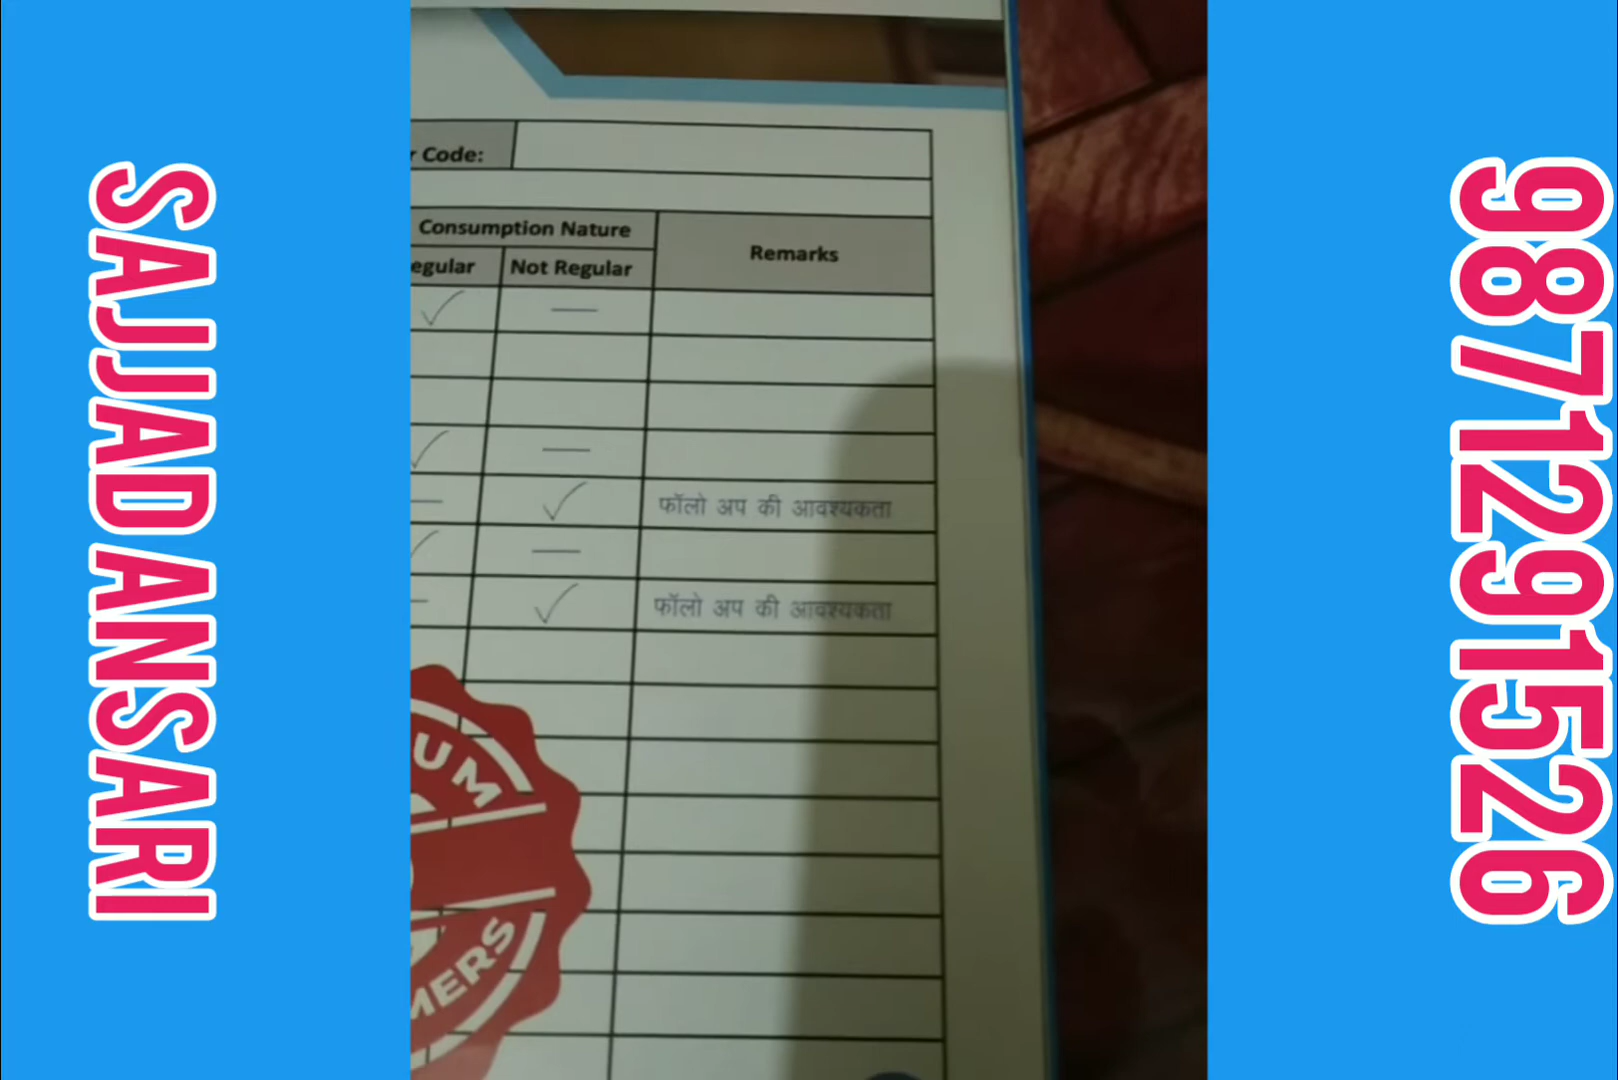 SAJJAD ANSARI
9871291526
r Code:
Consumption Nature
Remarks
egular
Not Regular
फॉलो अप की आवश्यकता
फॉलो अप की आवश्यकता
UM
MERS